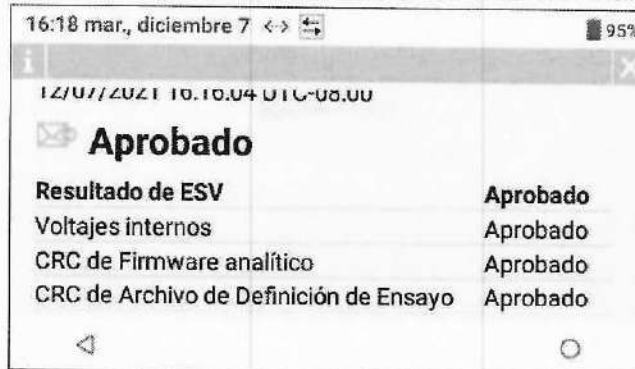 16:18 mar., diciembre 7
95%
i X
12/07/2021 16:16:04 UTC-08:00
Aprobado
Resultado de ESV Aprobado
Voltajes internos Aprobado
CRC de Firmware analítico Aprobado
CRC de Archivo de Definición de Ensayo Aprobado